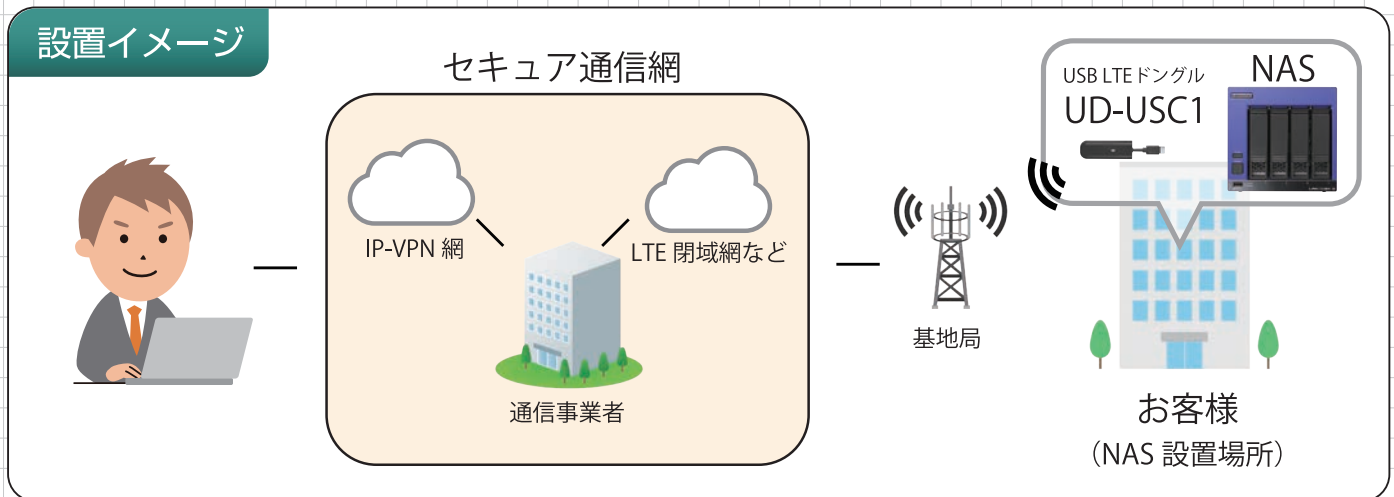 設置イメージ
セキュア通信網
IP-VPN 網
LTE 閉域網など
通信事業者
基地局
USB LTEドングル
UD-USC1
NAS
お客様
（NAS 設置場所）